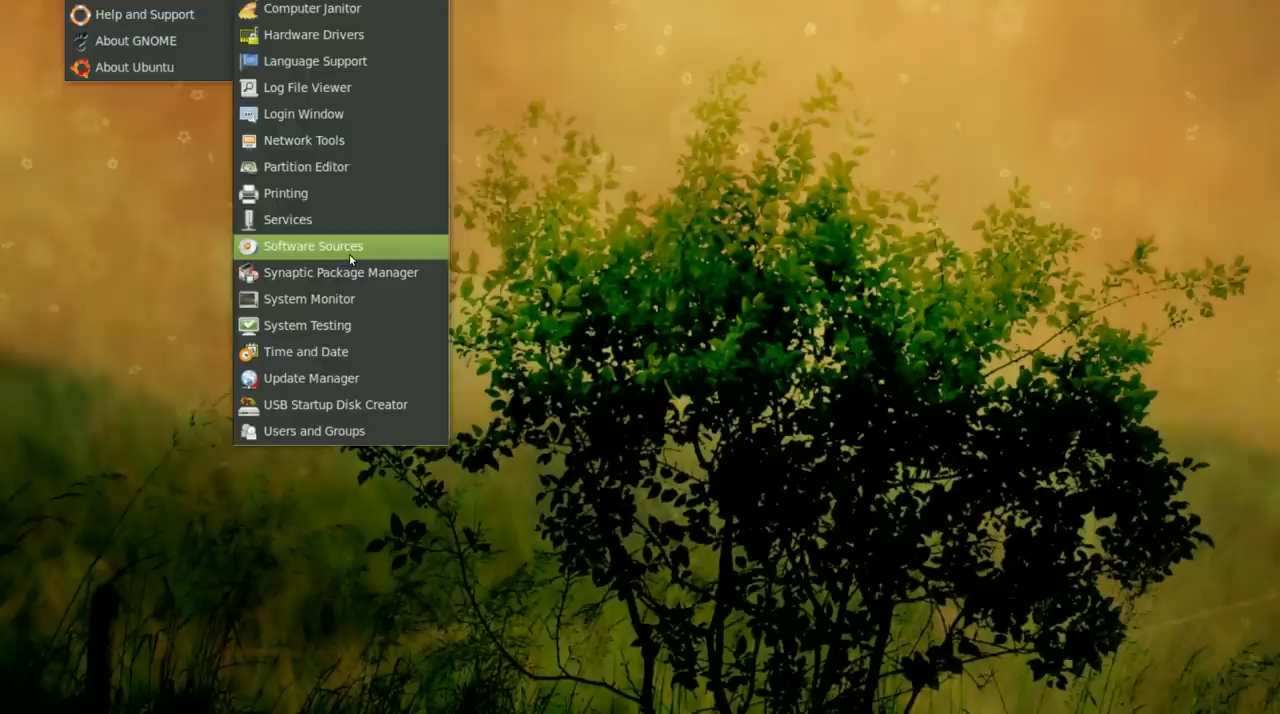 Help and Support
About GNOME
About Ubuntu
Computer Janitor
Hardware Drivers
Language Support
Log File Viewer
Login Window
Network Tools
Partition Editor
Printing
Services
Software Sources
Synaptic Package Manager
System Monitor
System Testing
Time and Date
Update Manager
USB Startup Disk Creator
Users and Groups